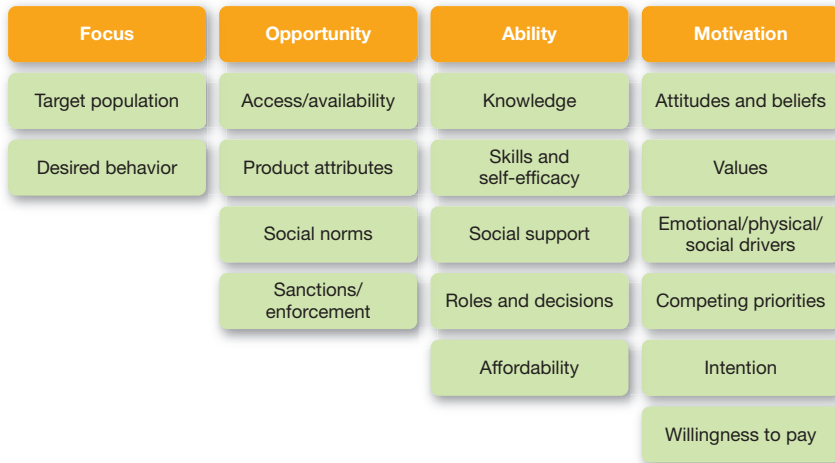 Focus
Opportunity
Ability
Motivation
Target population
Access/availability
Knowledge
Attitudes and beliefs
Desired behavior
Product attributes
Skills and
self-efficacy
Values
Social norms
Social support
Emotional/physical/
social drivers
Sanctions/
enforcement
Roles and decisions
Competing priorities
Affordability
Intention
Willingness to pay